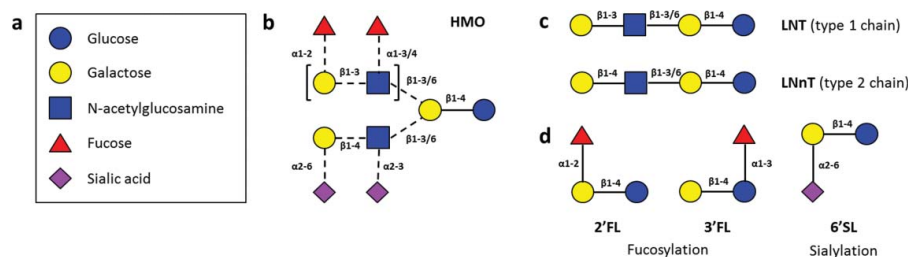 a
Glucose
Galactose
N-acetylglucosamine
Fucose
Sialic acid
b
HMO
α1-2
α1-3/4
β1-3
β1-3/6
β1-4
β1-4
β1-3/6
α2-6
α2-3
c
β1-3
β1-3/6
β1-4
LNT (type 1 chain)
β1-4
β1-3/6
β1-4
LNnT (type 2 chain)
d
α1-2
β1-4
2'FL
α1-3
β1-4
3'FL
Fucosylation
β1-4
α2-6
6'SL
Sialylation